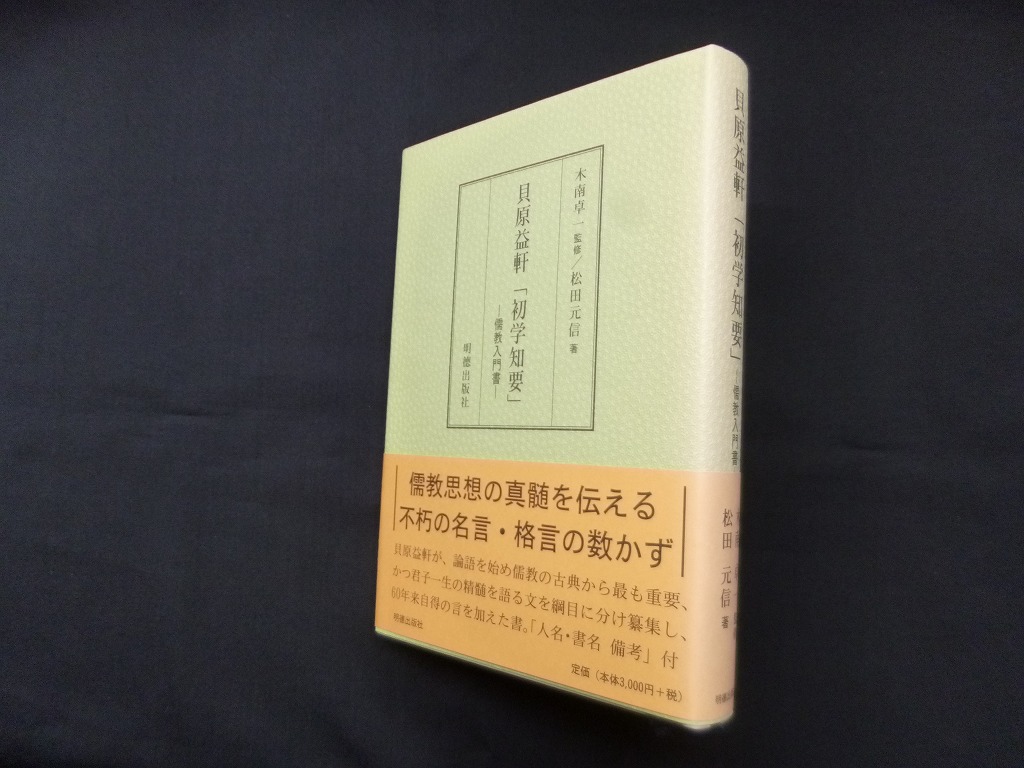 木南卓一監修／松田元信 著
貝原益軒「初学知要」
―儒教入門書―
明徳出版社
儒教思想の真髄を伝える
不朽の名言・格言の数かず
貝原益軒が、論語を始め儒教の古典から最も重要、
かつ君子一生の精髄を語る文を綱目に分け纂集し、
60年来自得の言を加えた書。「人名・書名 備考」付
明徳出版社
定価（本体3,000円＋税）
貝原益軒「初学知要」
―儒教入門書
松田 元信 著
明徳出版社